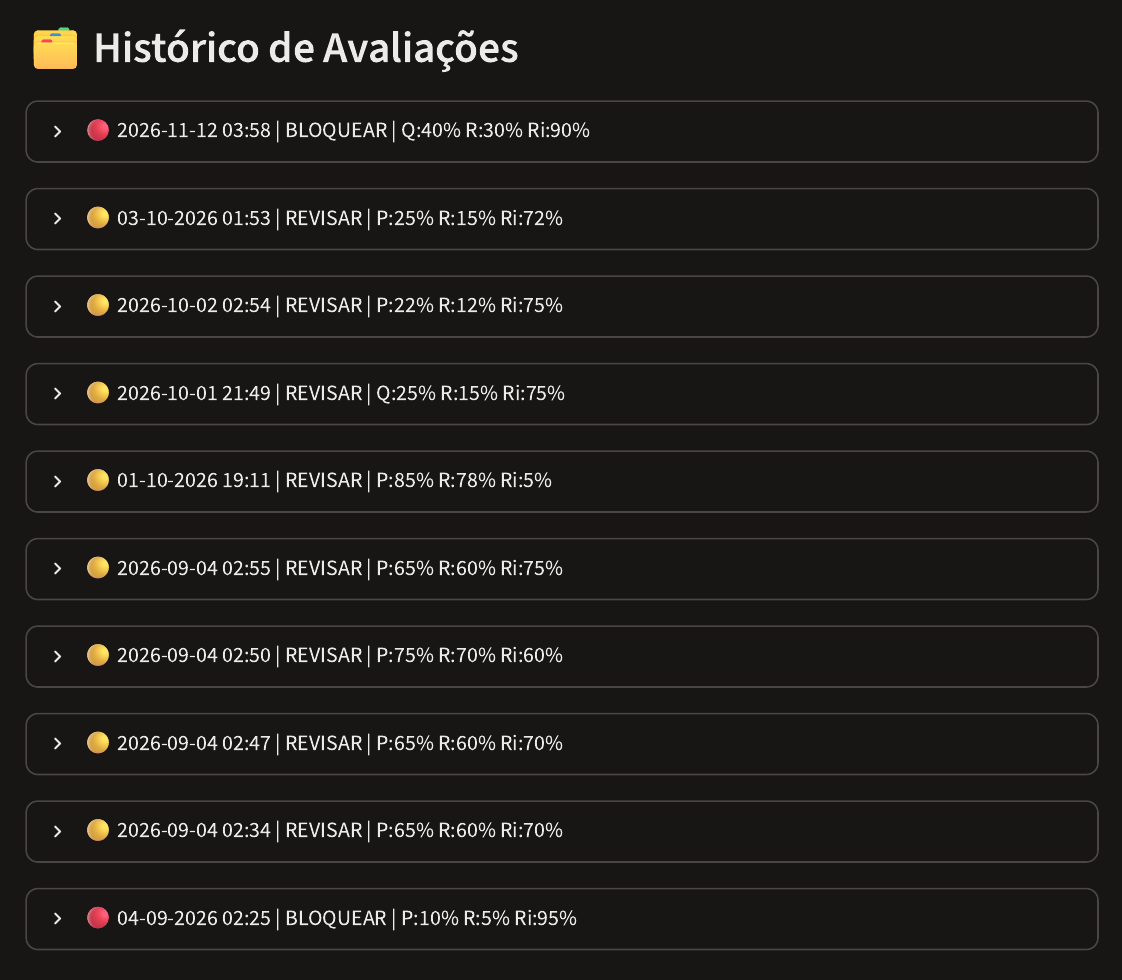 Histórico de Avaliações
2026-11-12 03:58 | BLOQUEAR | Q:40% R:30% Ri:90%
03-10-2026 01:53 | REVISAR | P:25% R:15% Ri:72%
2026-10-02 02:54 | REVISAR | P:22% R:12% Ri:75%
2026-10-01 21:49 | REVISAR | Q:25% R:15% Ri:75%
01-10-2026 19:11 | REVISAR | P:85% R:78% Ri:5%
2026-09-04 02:55 | REVISAR | P:65% R:60% Ri:75%
2026-09-04 02:50 | REVISAR | P:75% R:70% Ri:60%
2026-09-04 02:47 | REVISAR | P:65% R:60% Ri:70%
2026-09-04 02:34 | REVISAR | P:65% R:60% Ri:70%
04-09-2026 02:25 | BLOQUEAR | P:10% R:5% Ri:95%